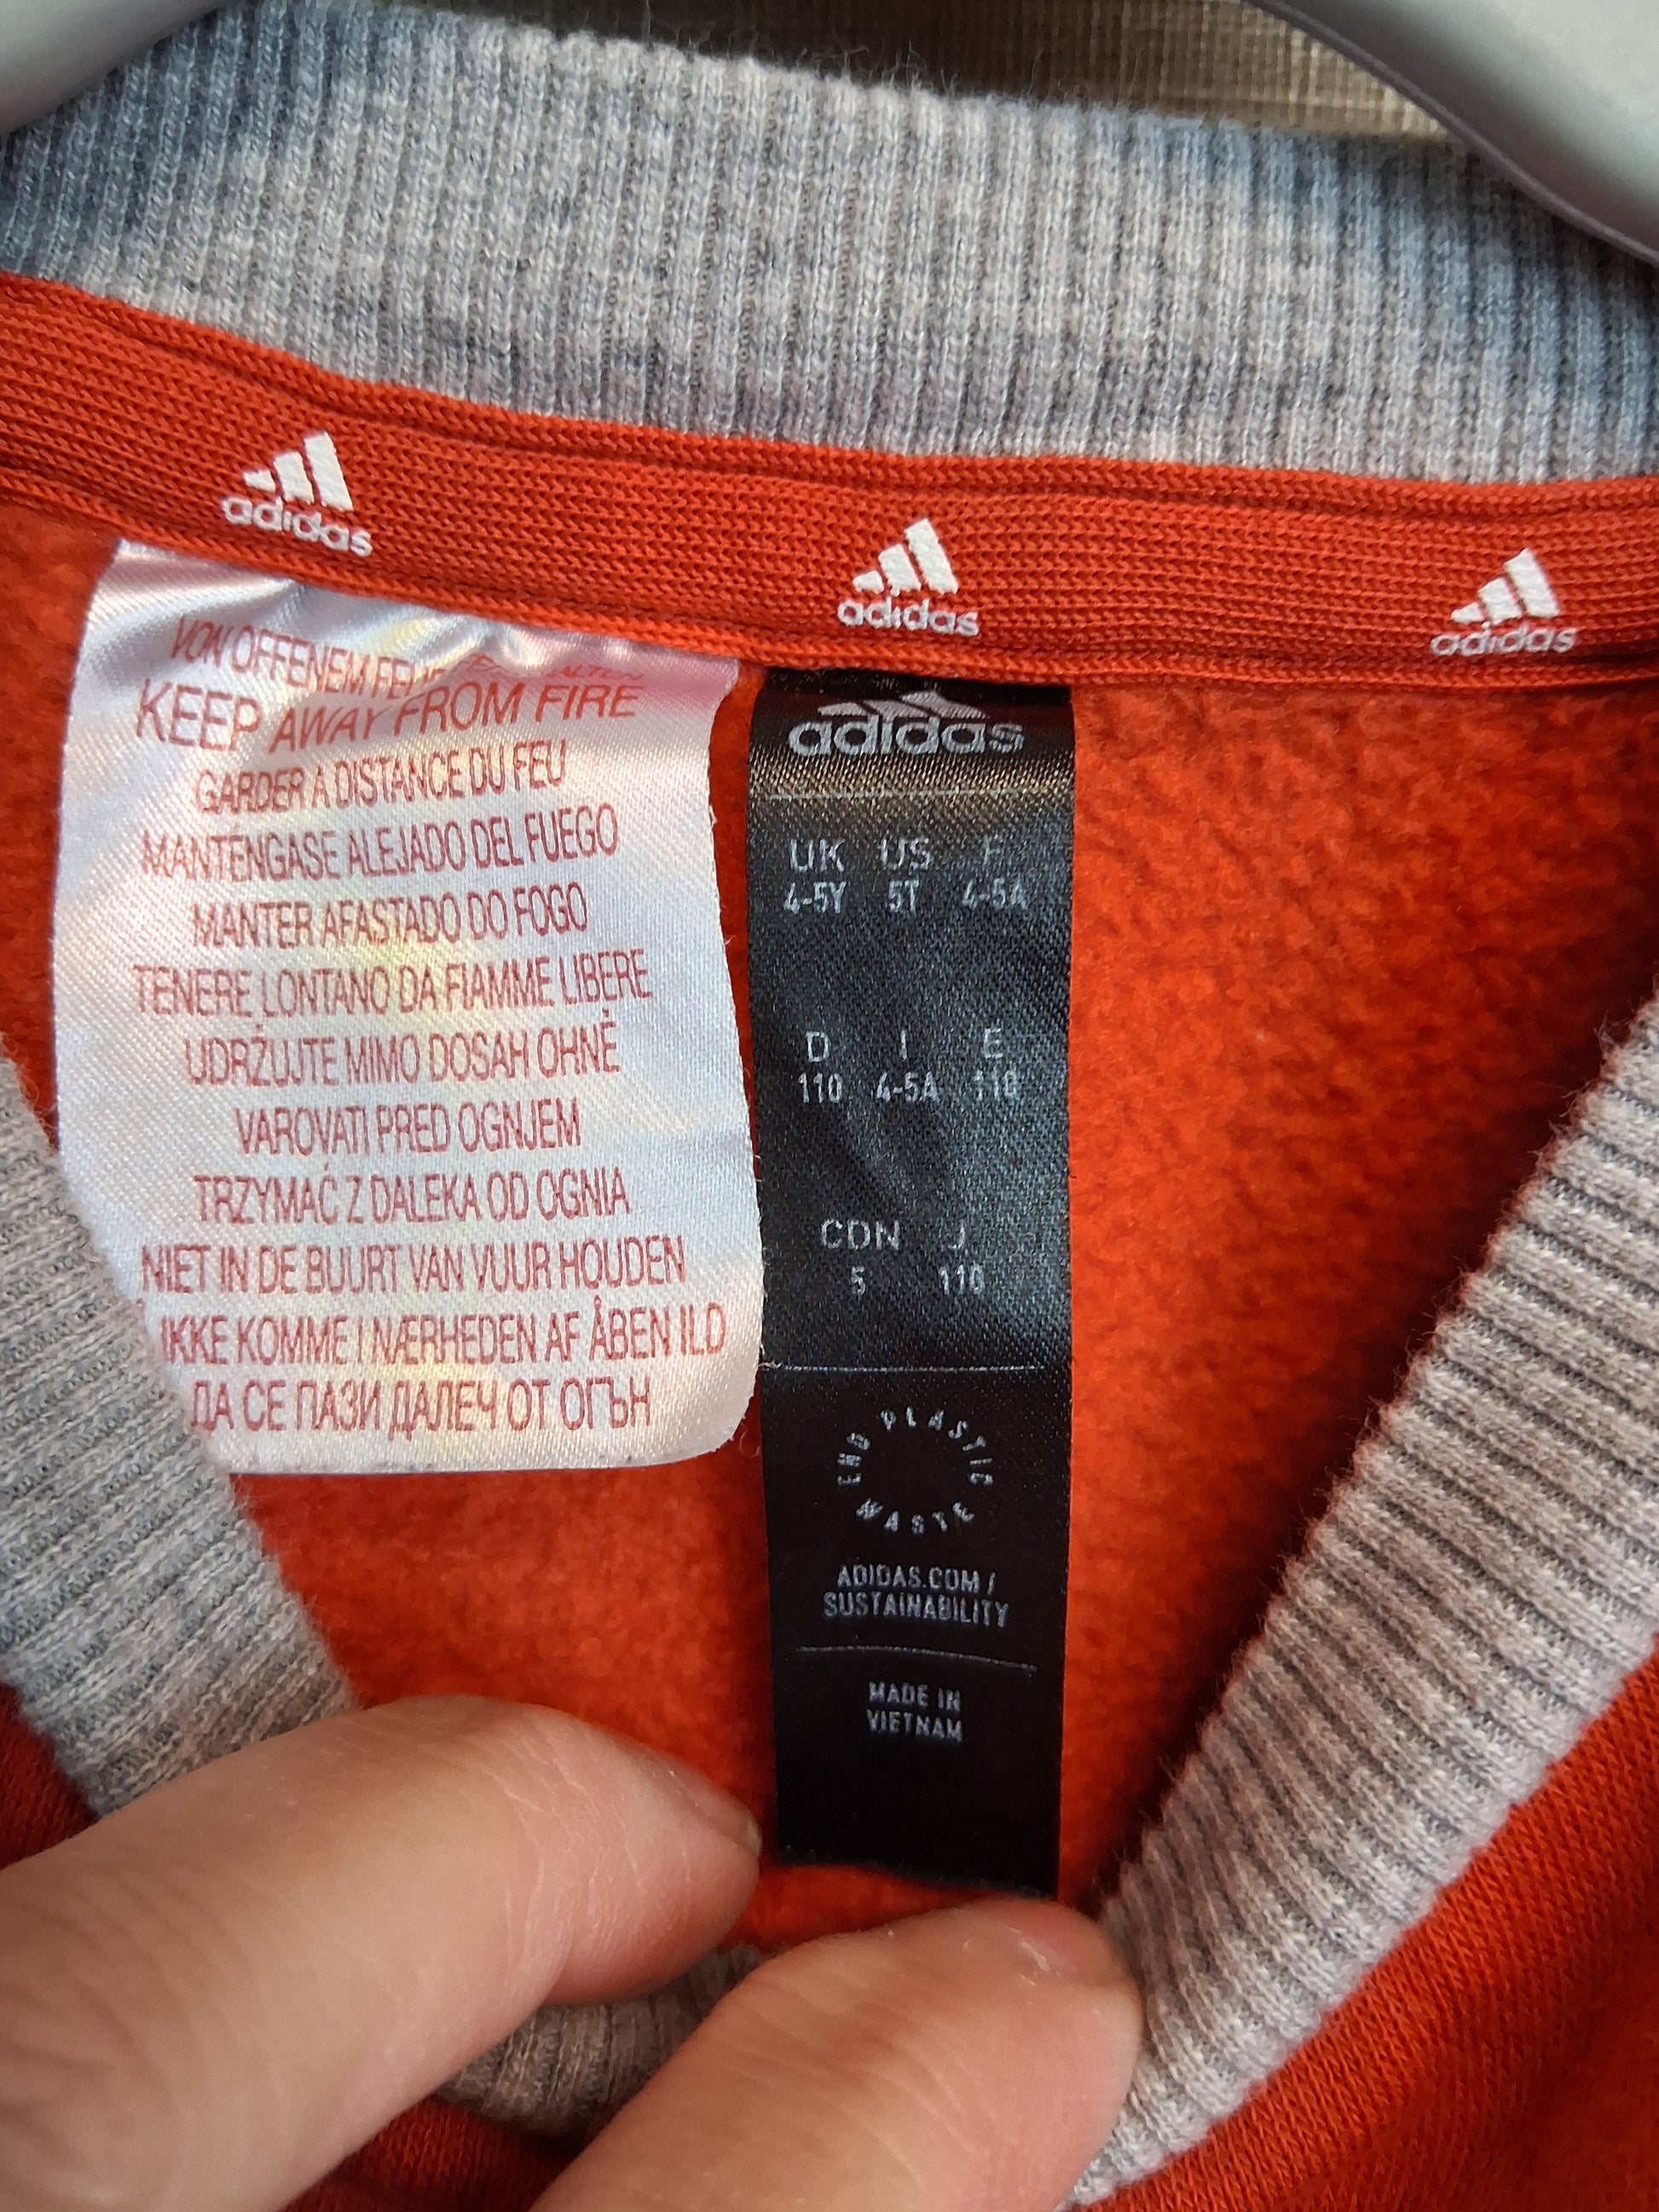 adidas
adidas
adidas
VON OFFENEM
KEEP AWAY FROM FIRE
GARDER A DISTANCE DU FEU
MANTÉNGASE ALEJADO DEL FUEGO
MANTER AFASTADO DO FOGO
TENERE LONTANO DA FIAMME LIBERE
UDRŽUJTE MIMO DOSAH OHNĚ
VAROVATI PRED OGNJEM
TRZYMAĆ Z DALEKA OD OGNIA
NIET IN DE BUURT VAN VUUR HOUDEN
IKKE KOMME I NÆRHEDEN AF ÅBEN ILD
ДА СЕ ПАЗИ ДАЛЕЧ ОТ ОГЪН
adidas
UK US F
4-5Y 5T 4-5A
D I E
110 4-5A 110
CDN J
5 110
END PLASTIC WASTE
ADIDAS.COM /
SUSTAINABILITY
MADE IN
VIETNAM